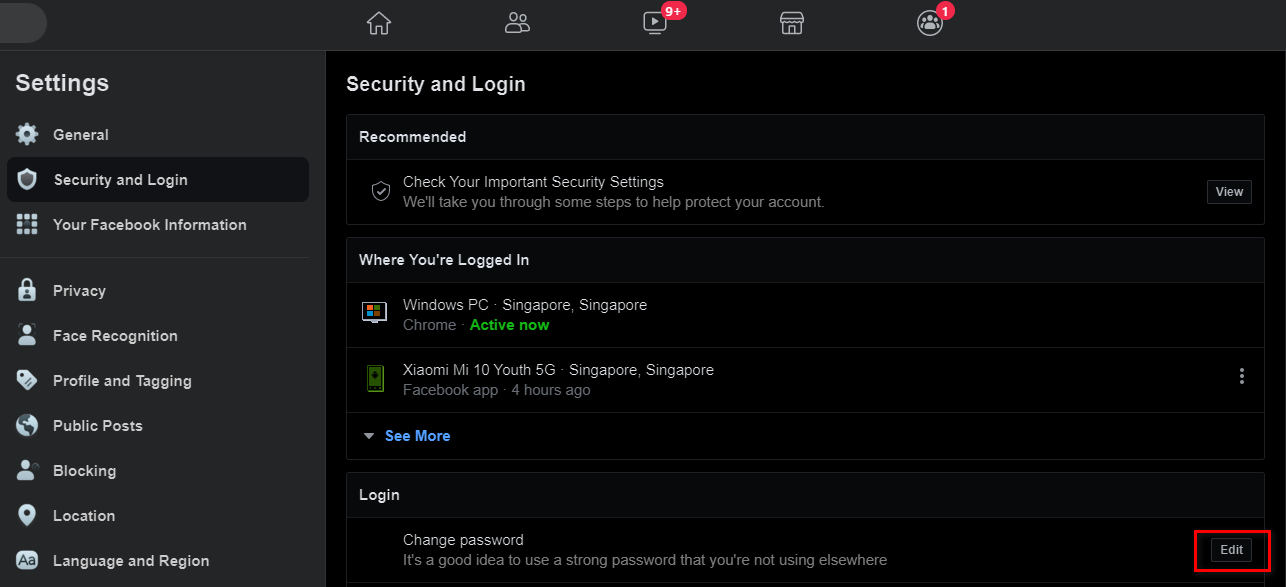 9+
1
Settings
General
Security and Login
Your Facebook Information
Privacy
Face Recognition
Profile and Tagging
Public Posts
Blocking
Location
Aa Language and Region
Security and Login
Recommended
Check Your Important Security Settings
We'll take you through some steps to help protect your account.
View
Where You're Logged In
Windows PC · Singapore, Singapore
Chrome · Active now
Xiaomi Mi 10 Youth 5G · Singapore, Singapore
Facebook app · 4 hours ago
See More
Login
Change password
It's a good idea to use a strong password that you're not using elsewhere
Edit